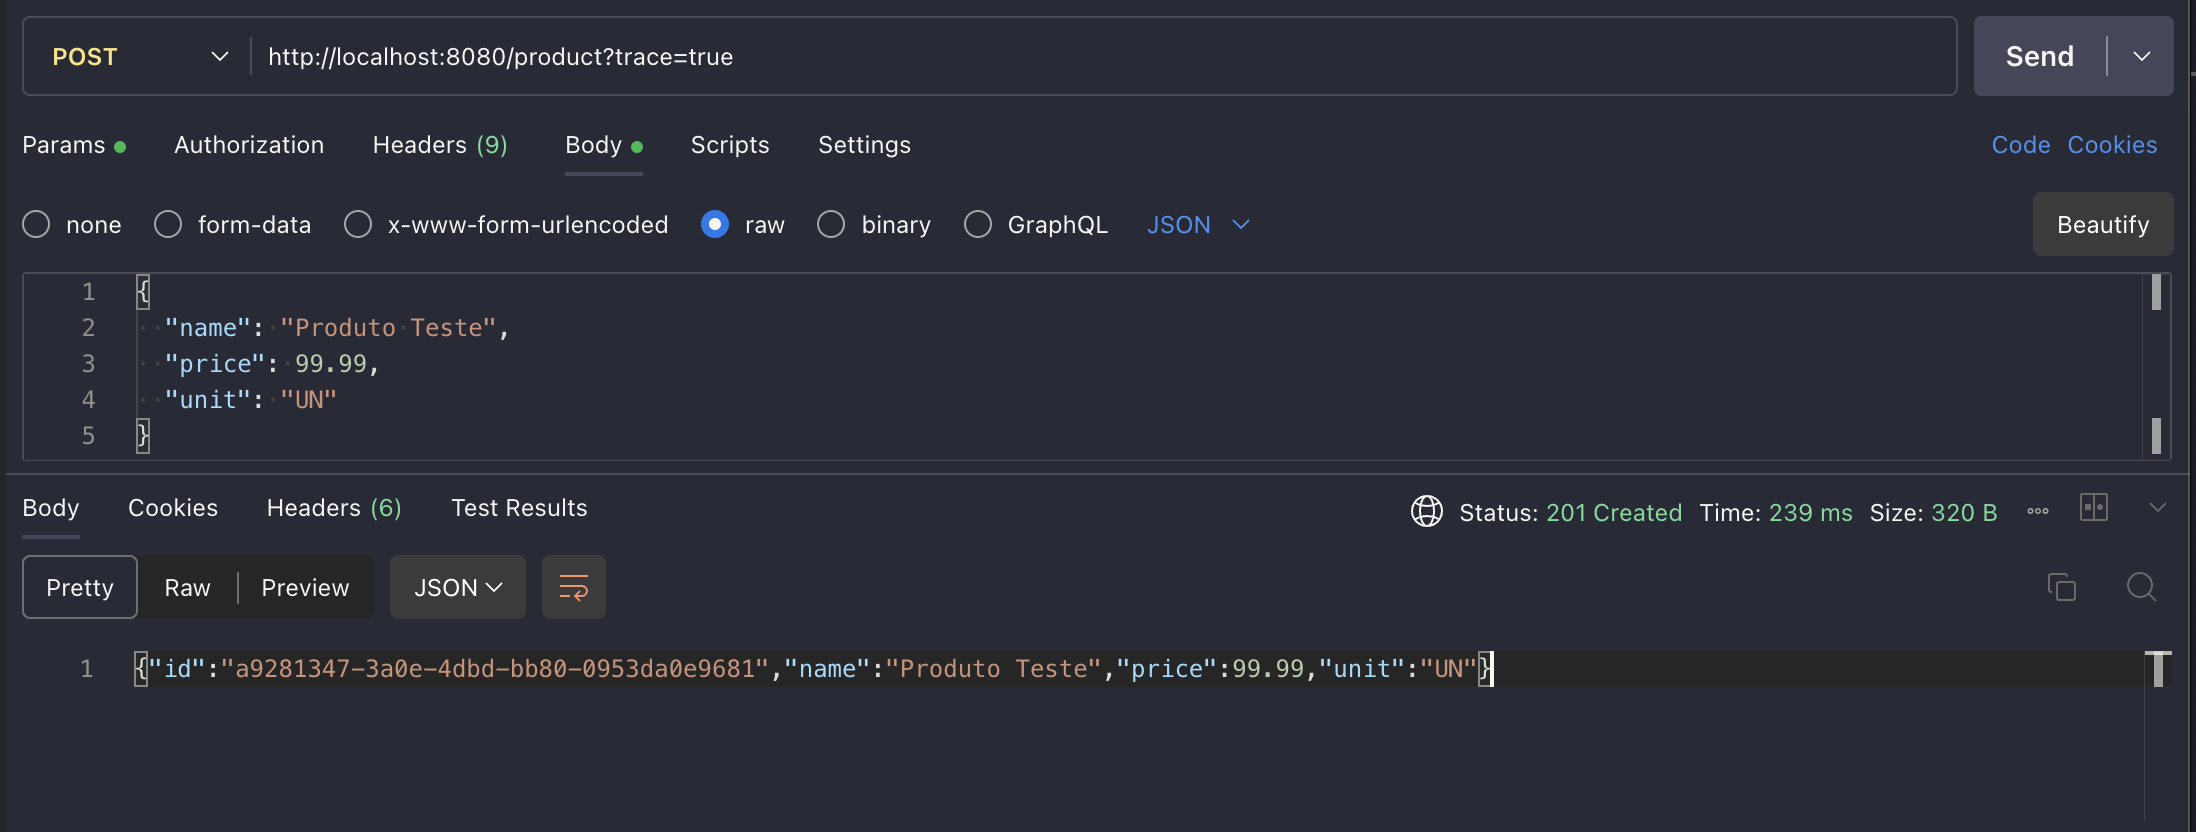 POST http://localhost:8080/product?trace=true Send
Params Authorization Headers (9) Body Scripts Settings Code Cookies
none form-data x-www-form-urlencoded raw binary GraphQL JSON Beautify
1 {
2 "name": "Produto Teste",
3 "price": 99.99,
4 "unit": "UN"
5 }
Body Cookies Headers (6) Test Results Status: 201 Created Time: 239 ms Size: 320 B
Pretty Raw Preview JSON
1 {"id":"a9281347-3a0e-4dbd-bb80-0953da0e9681","name":"Produto Teste","price":99.99,"unit":"UN"}